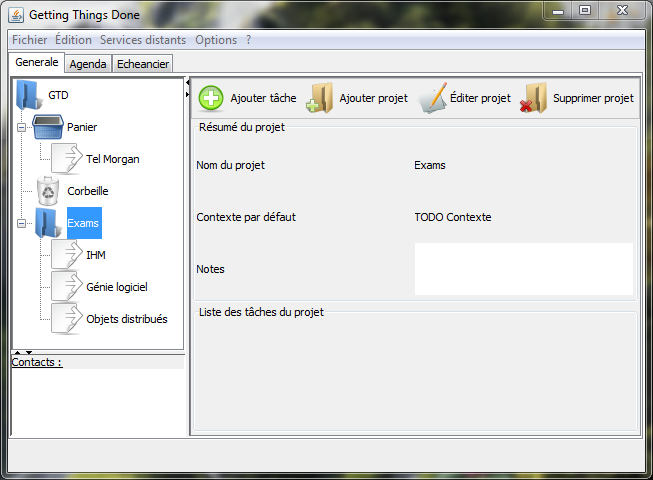 Getting Things Done
Fichier Édition Services distants Options ?
Generale Agenda Echeancier
GTD
Panier
Tel Morgan
Corbeille
Exams
IHM
Génie logiciel
Objets distribués
Contacts :
Ajouter tâche Ajouter projet Éditer projet Supprimer projet
Résumé du projet
Nom du projet Exams
Contexte par défaut TODO Contexte
Notes
Liste des tâches du projet